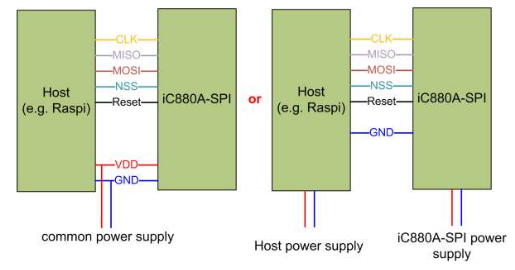 CLK
MISO
MOSI
NSS
Reset
Host
(e.g. Raspi)
iC880A-SPI
VDD
GND
common power supply
or
CLK
MISO
MOSI
NSS
Reset
GND
Host
(e.g. Raspi)
iC880A-SPI
Host power supply
iC880A-SPI power
supply